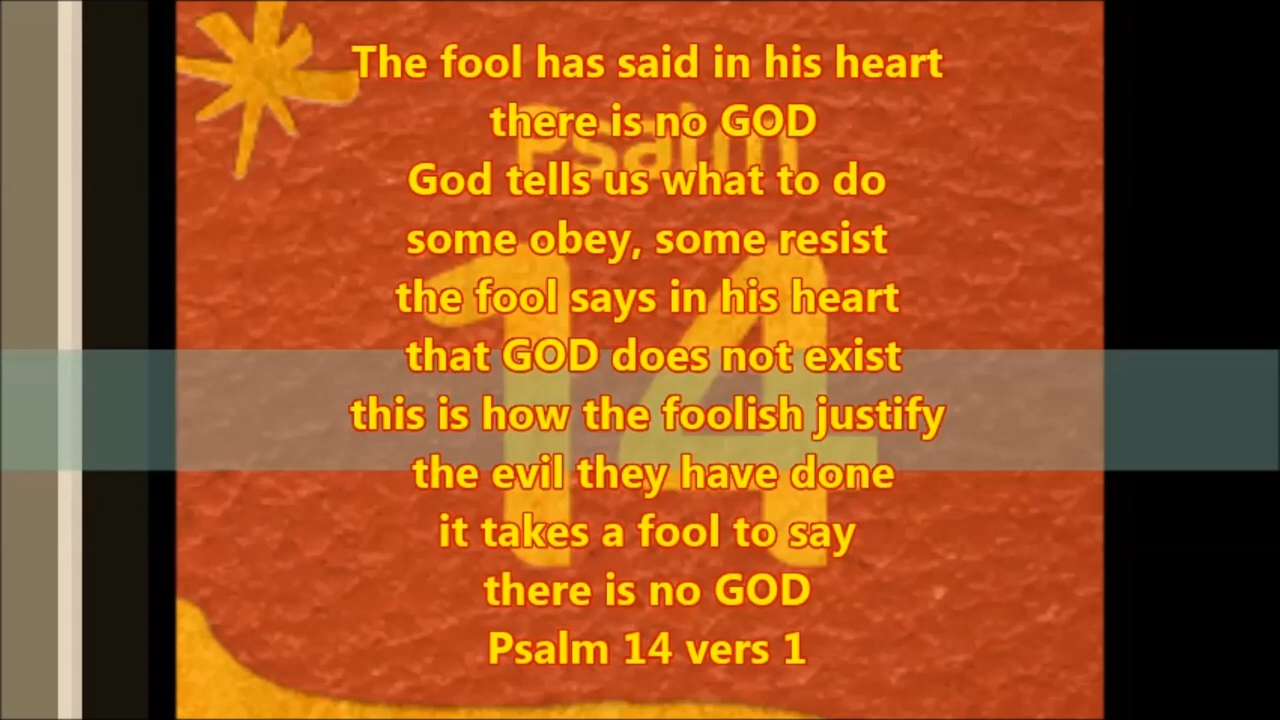 The fool has said in his heart
there is no GOD
Psalm
God tells us what to do
some obey, some resist
the fool says in his heart
14
that GOD does not exist
this is how the foolish justify
the evil they have done
it takes a fool to say
there is no GOD
Psalm 14 vers 1